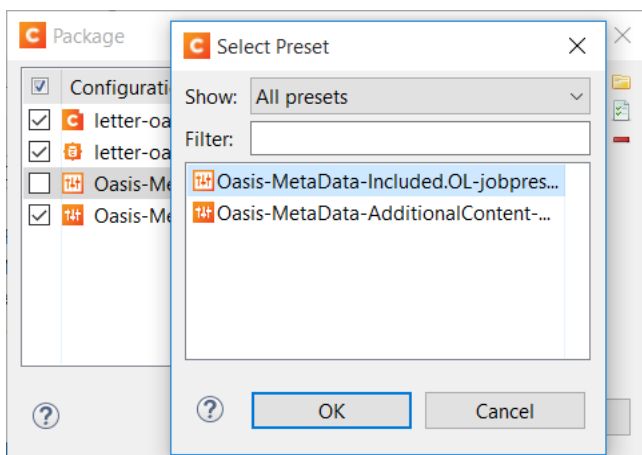 Package
Select Preset
Configurati
letter-oa
letter-oa
Oasis-Me
Oasis-Me
Show: All presets
Filter:
Oasis-MetaData-Included.OL-jobpres...
Oasis-MetaData-AdditionalContent-...
OK Cancel